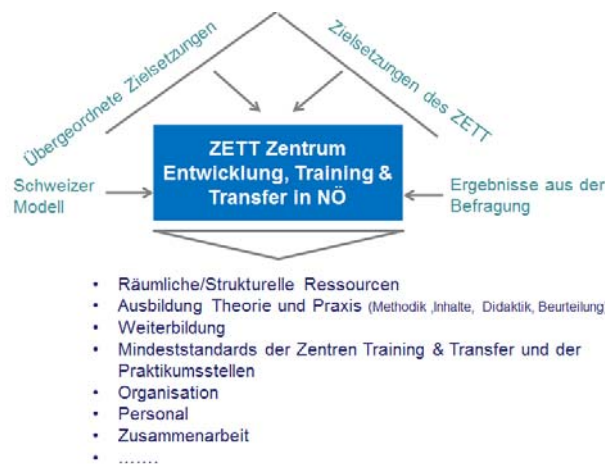 Übergeordnete Zielsetzungen
Zielsetzungen des ZETT
ZETT Zentrum
Entwicklung, Training &
Transfer in NÖ
Schweizer
Modell
Ergebnisse aus der
Befragung
• Räumliche/Strukturelle Ressourcen
• Ausbildung Theorie und Praxis (Methodik ,Inhalte, Didaktik, Beurteilung)
• Weiterbildung
• Mindeststandards der Zentren Training & Transfer und der
Praktikumsstellen
• Organisation
• Personal
• Zusammenarbeit
• …….